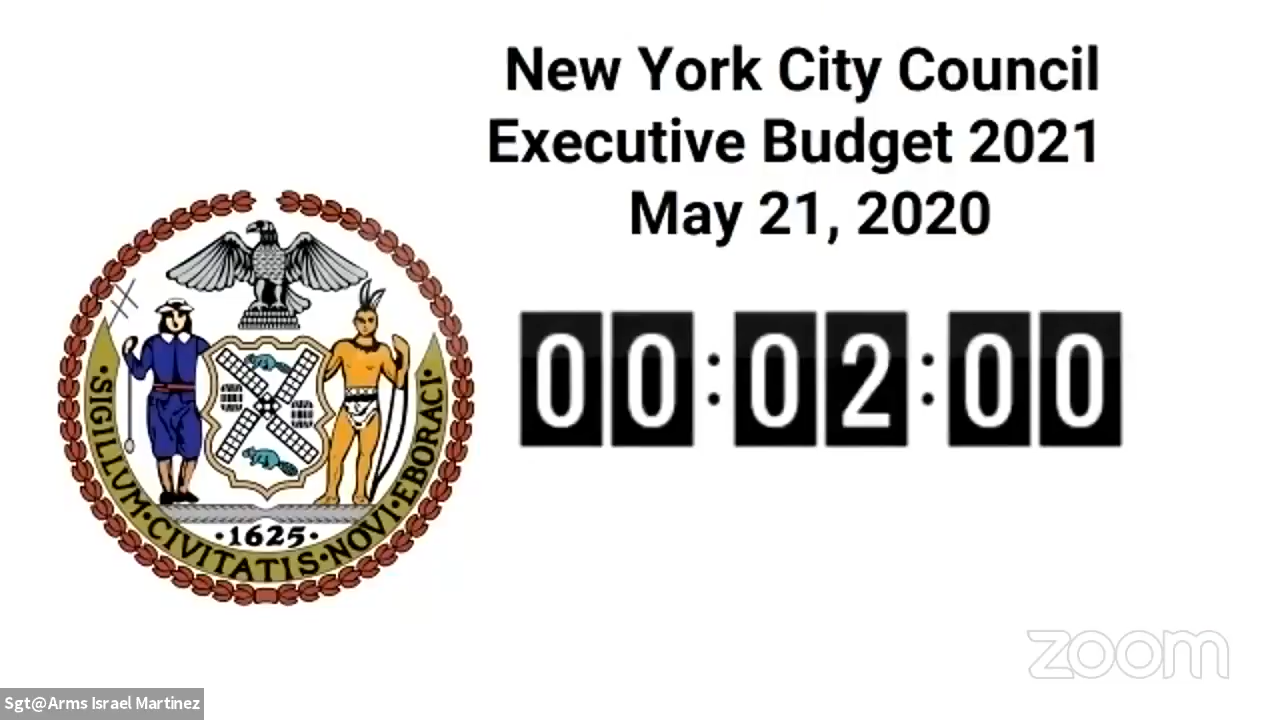 New York City Council
Executive Budget 2021
May 21, 2020
00:02:00
·SIGILLUM·CIVITATIS·NOVI·EBORACI·
·1625·
zoom
Sgt@Arms Israel Martinez